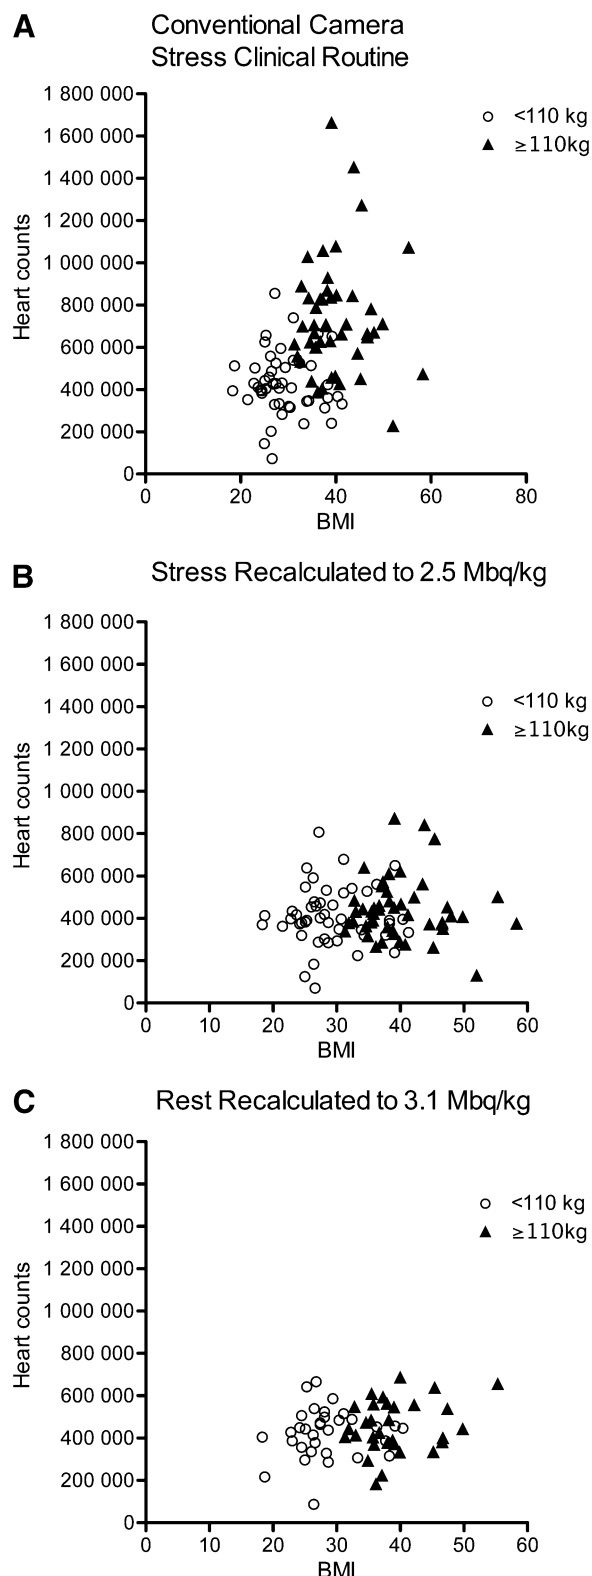 A
Conventional Camera
Stress Clinical Routine
1 800 000
1 600 000
1 400 000
1 200 000
1 000 000
800 000
600 000
400 000
200 000
0
Heart counts
<110 kg
≥110kg
0 20 40 60 80
BMI
B
Stress Recalculated to 2.5 Mbq/kg
1 800 000
1 600 000
1 400 000
1 200 000
1 000 000
800 000
600 000
400 000
200 000
0
Heart counts
<110 kg
≥110kg
0 10 20 30 40 50 60
BMI
C
Rest Recalculated to 3.1 Mbq/kg
1 800 000
1 600 000
1 400 000
1 200 000
1 000 000
800 000
600 000
400 000
200 000
0
Heart counts
<110 kg
≥110kg
0 10 20 30 40 50 60
BMI